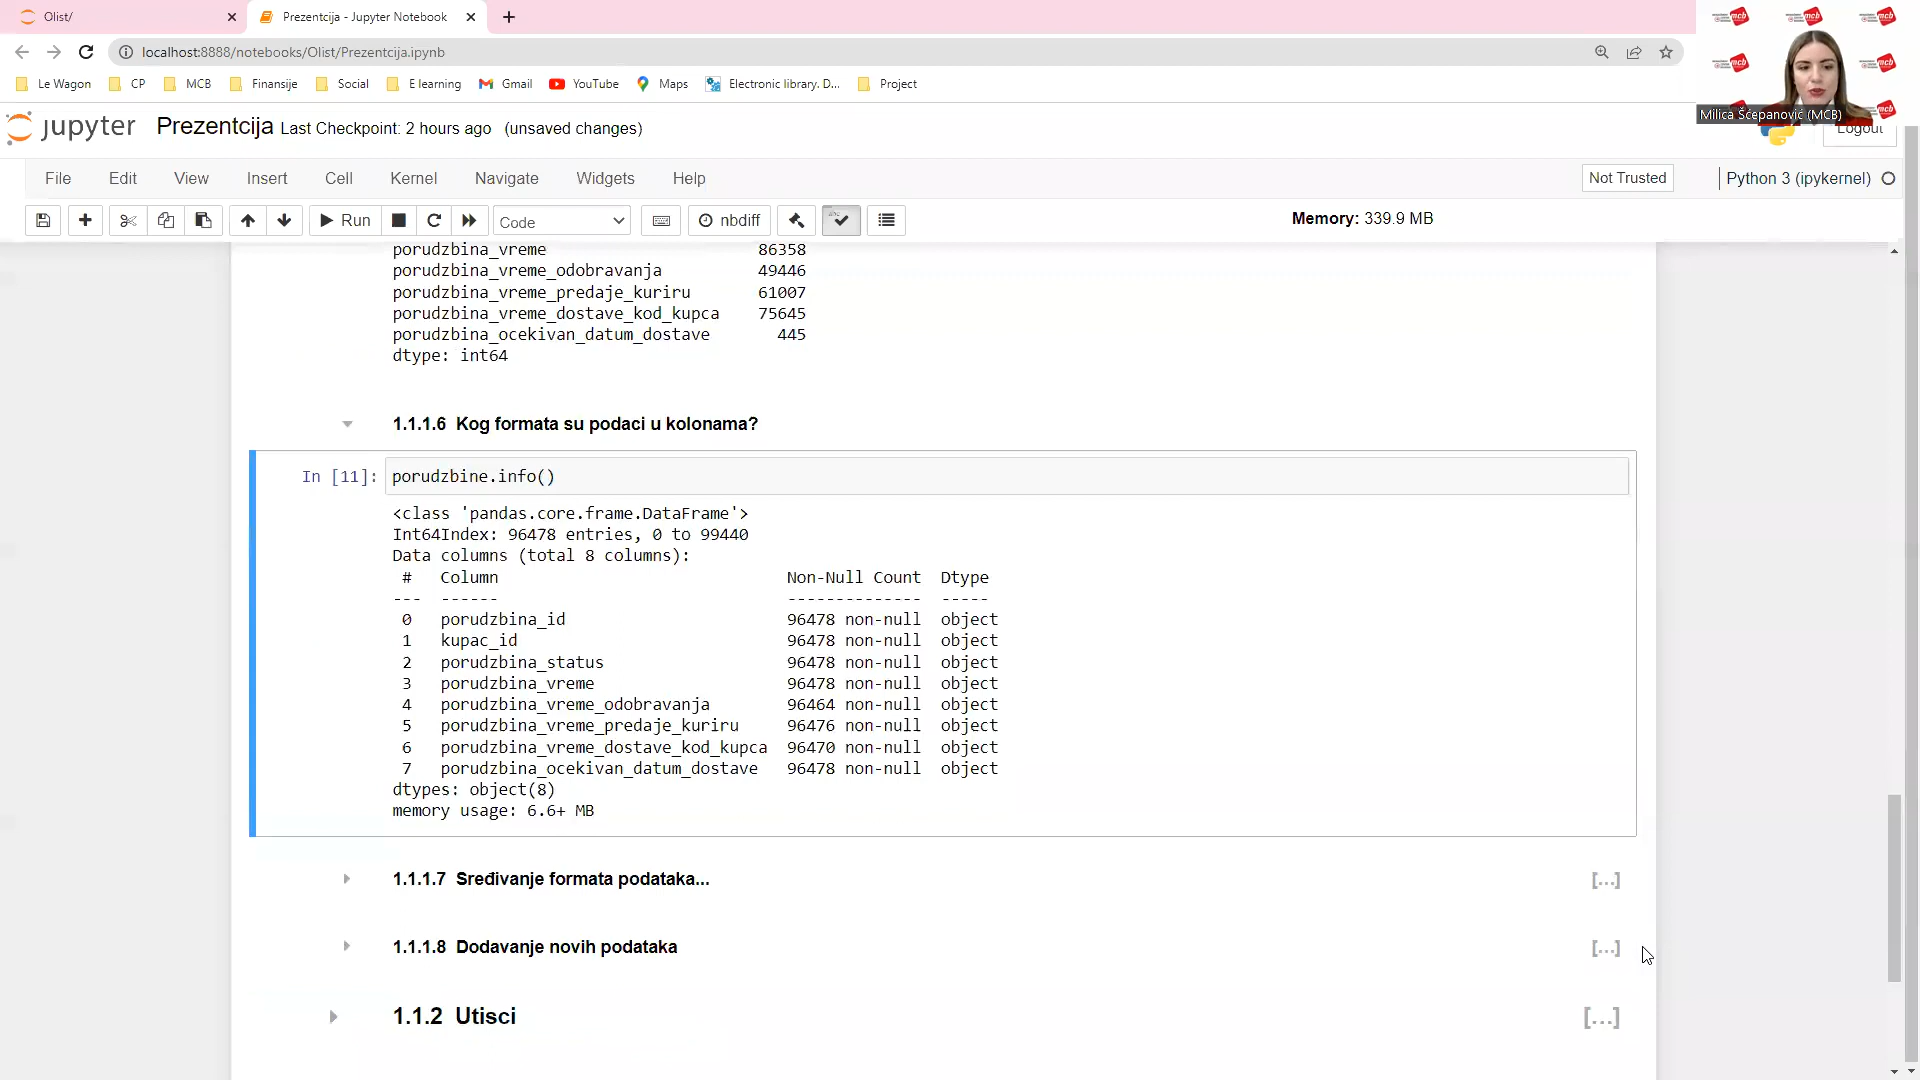 Olist/
Prezentcija - Jupyter Notebook
localhost:8888/notebooks/Olist/Prezentcija.ipynb
Le Wagon
CP
MCB
Finansije
Social
E learning
Gmail
YouTube
Maps
Electronic library. D...
Project
Milica Šćepanović (MCB)
jupyter
Prezentcija Last Checkpoint: 2 hours ago (unsaved changes)
Logout
File Edit View Insert Cell Kernel Navigate Widgets Help
Not Trusted
Python 3 (ipykernel)
Run
Code
nbdiff
Memory: 339.9 MB
porudzbina_vreme 86358
porudzbina_vreme_odobravanja 49446
porudzbina_vreme_predaje_kuriru 61007
porudzbina_vreme_dostave_kod_kupca 75645
porudzbina_ocekivan_datum_dostave 445
dtype: int64
1.1.1.6 Kog formata su podaci u kolonama?
In [11]: porudzbine.info()
<class 'pandas.core.frame.DataFrame'>
Int64Index: 96478 entries, 0 to 99440
Data columns (total 8 columns):
# Column Non-Null Count Dtype
--- ------ -------------- -----
0 porudzbina_id 96478 non-null object
1 kupac_id 96478 non-null object
2 porudzbina_status 96478 non-null object
3 porudzbina_vreme 96478 non-null object
4 porudzbina_vreme_odobravanja 96464 non-null object
5 porudzbina_vreme_predaje_kuriru 96476 non-null object
6 porudzbina_vreme_dostave_kod_kupca 96470 non-null object
7 porudzbina_ocekivan_datum_dostave 96478 non-null object
dtypes: object(8)
memory usage: 6.6+ MB
1.1.1.7 Sređivanje formata podataka... [...]
1.1.1.8 Dodavanje novih podataka [...]
1.1.2 Utisci [...]